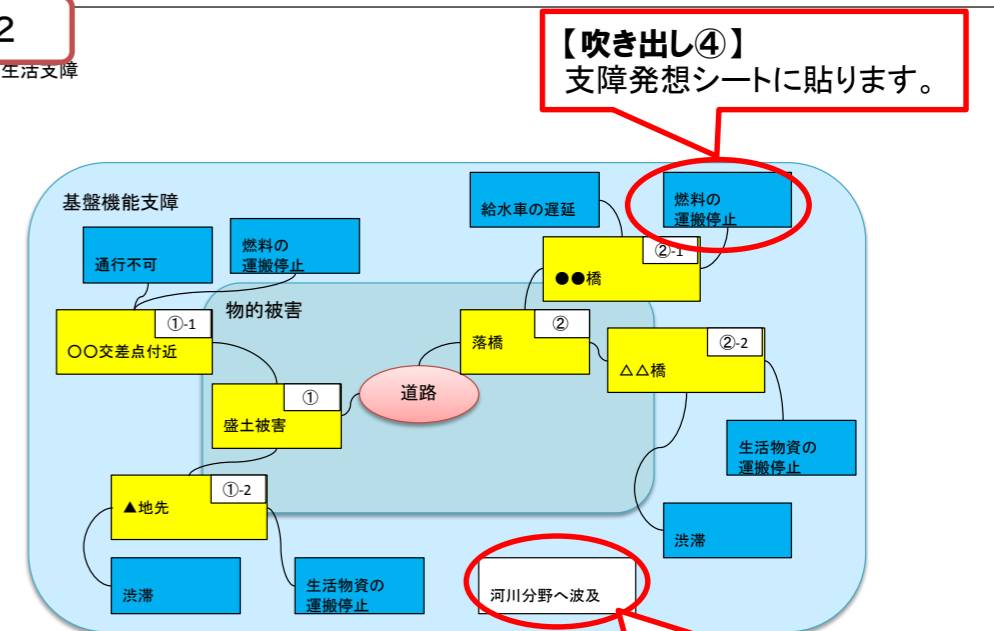 2
生活支障
【吹き出し④】
支障発想シートに貼ります。
基盤機能支障
給水車の遅延
燃料の
運搬停止
通行不可
燃料の
運搬停止
②-1
●●橋
物的被害
①-1
〇〇交差点付近
②
落橋
②-2
△△橋
道路
①
盛土被害
生活物資の
運搬停止
①-2
▲地先
渋滞
渋滞
生活物資の
運搬停止
河川分野へ波及